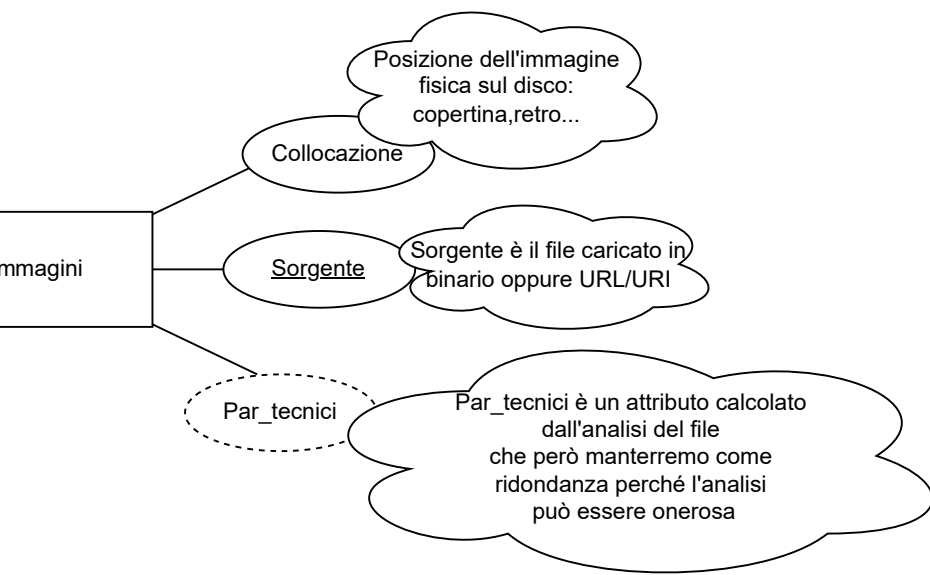 Posizione dell'immagine
fisica sul disco:
copertina,retro...
Collocazione
mmagini
Sorgente
Sorgente è il file caricato in
binario oppure URL/URI
Par_tecnici
Par_tecnici è un attributo calcolato
dall'analisi del file
che però manterremo come
ridondanza perché l'analisi
può essere onerosa